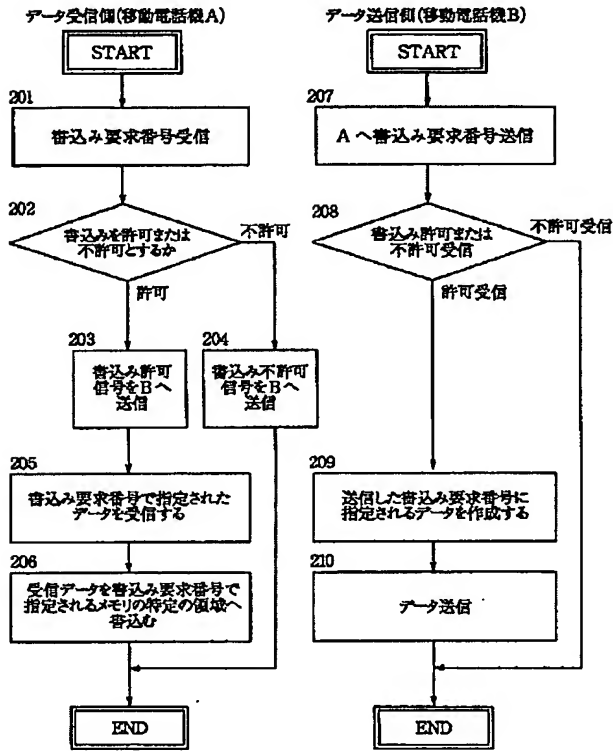 データ受信側(移動電話機A)
START
201
書込み要求番号受信
202
書込みを許可または
不許可とするか
不許可
許可
203
書込み許可
信号をBへ
送信
204
書込み不許可
信号をBへ
送信
205
書込み要求番号で指定された
データを受信する
206
受信データを書込み要求番号で
指定されるメモリの特定の領域へ
書込む
END
データ送信側(移動電話機B)
START
207
Aへ書込み要求番号送信
208
書込み許可または
不許可受信
不許可受信
許可受信
209
送信した書込み要求番号に
指定されるデータを作成する
210
データ送信
END